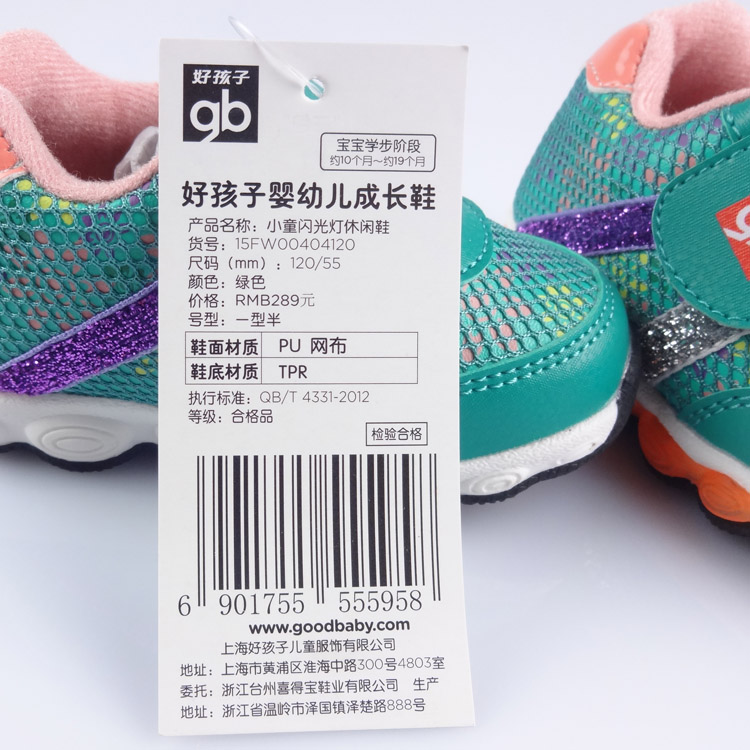 好孩子
gb
宝宝学步阶段
约10个月～约19个月
好孩子婴幼儿成长鞋
产品名称：小童闪光灯休闲鞋
货号：15FW00404120
尺码（mm）：120/55
颜色：绿色
价格：RMB289元
号型：一型半
鞋面材质 PU 网布
鞋底材质 TPR
执行标准：QB/T 4331-2012
等级：合格品
检验合格
6 901755 555958
www.goodbaby.com
上海好孩子儿童服饰有限公司
地址：上海市黄浦区淮海中路300号4803室
委托：浙江台州喜得宝鞋业有限公司 生产
地址：浙江省温岭市泽国镇泽楚路888号